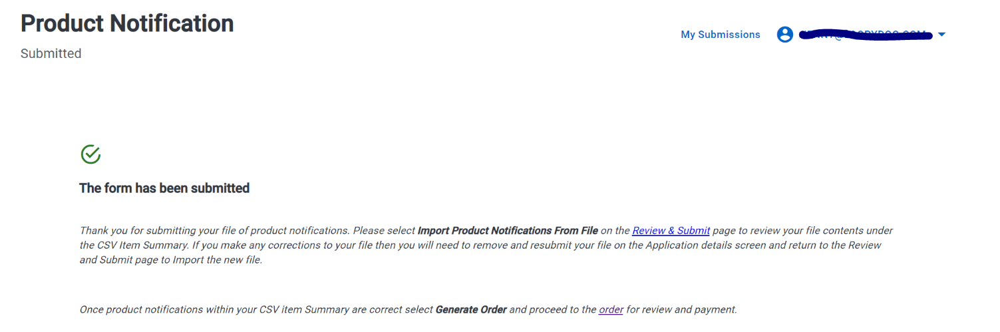 Product Notification
My Submissions
Submitted
The form has been submitted
Thank you for submitting your file of product notifications. Please select Import Product Notifications From File on the Review & Submit page to review your file contents under
the CSV Item Summary. If you make any corrections to your file then you will need to remove and resubmit your file on the Application details screen and return to the Review
and Submit page to Import the new file.
Once product notifications within your CSV item Summary are correct select Generate Order and proceed to the order for review and payment.